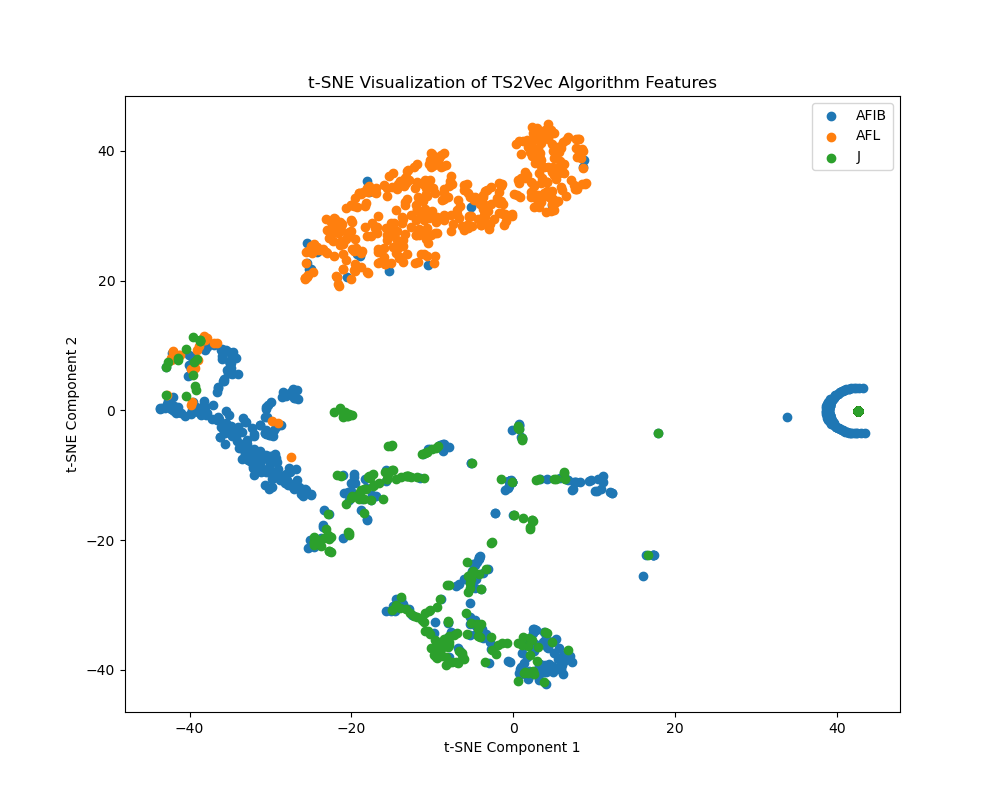 t-SNE Visualization of TS2Vec Algorithm Features
AFIB
AFL
J
40
20
0
−20
−40
t-SNE Component 2
−40
−20
0
20
40
t-SNE Component 1